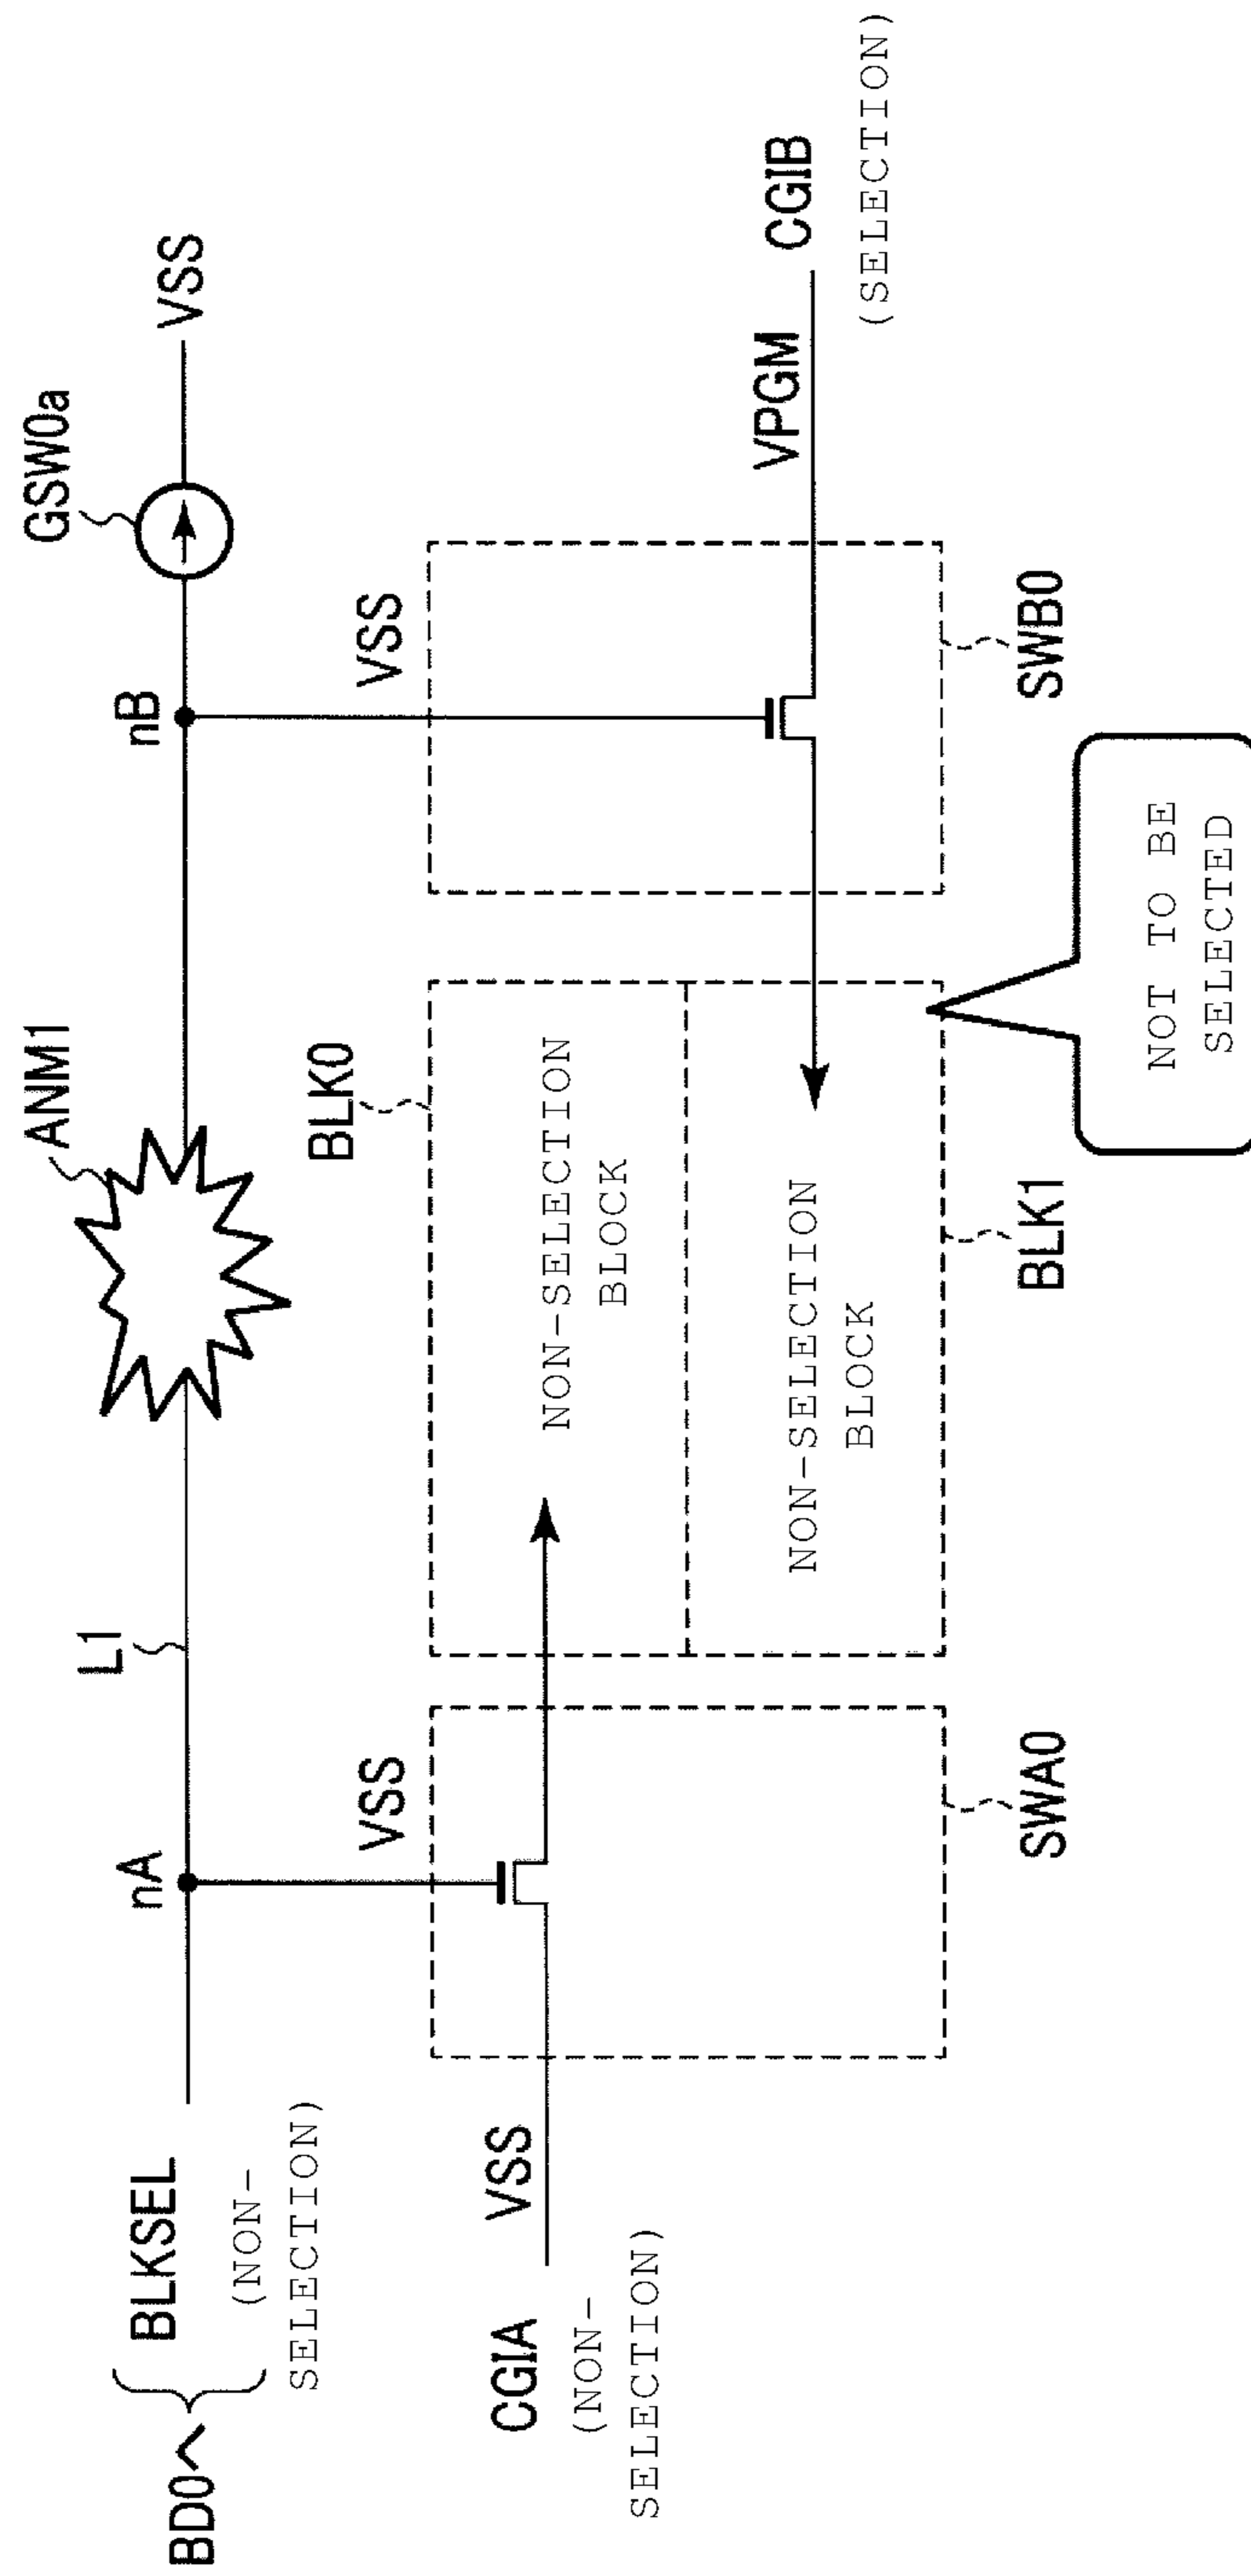 BD0
BLKSEL
(NON-
SELECTION)
nA
L1
ANM1
nB
GSW0a
VSS
CGIA
(NON-
SELECTION)
VSS
VSS
SWA0
BLK0
NON-SELECTION
BLOCK
NON-SELECTION
BLOCK
BLK1
VSS
SWB0
VPGM
CGIB
(SELECTION)
NOT TO BE
SELECTED